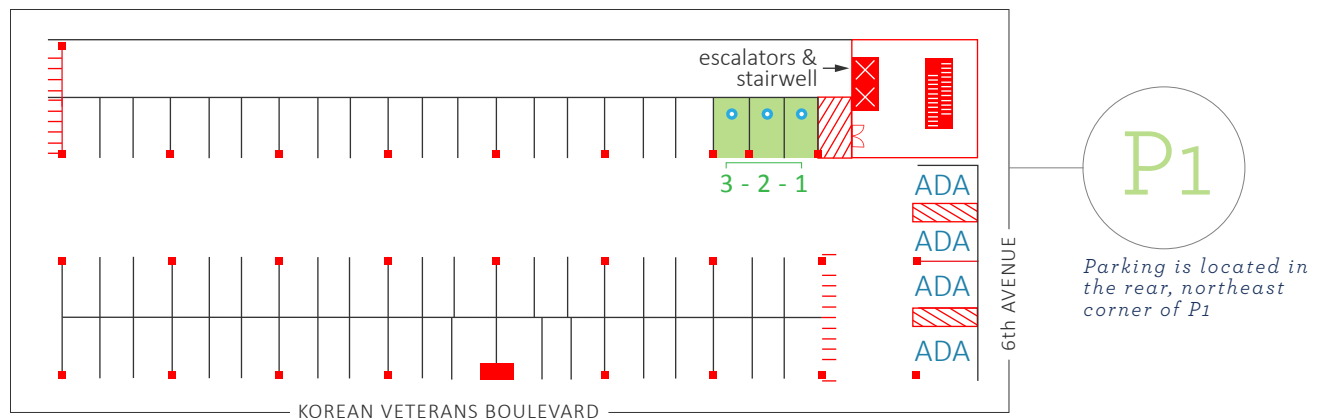 escalators &
stairwell
3 - 2 - 1
ADA
ADA
ADA
ADA
6th AVENUE
KOREAN VETERANS BOULEVARD
P1
Parking is located in
the rear, northeast
corner of P1